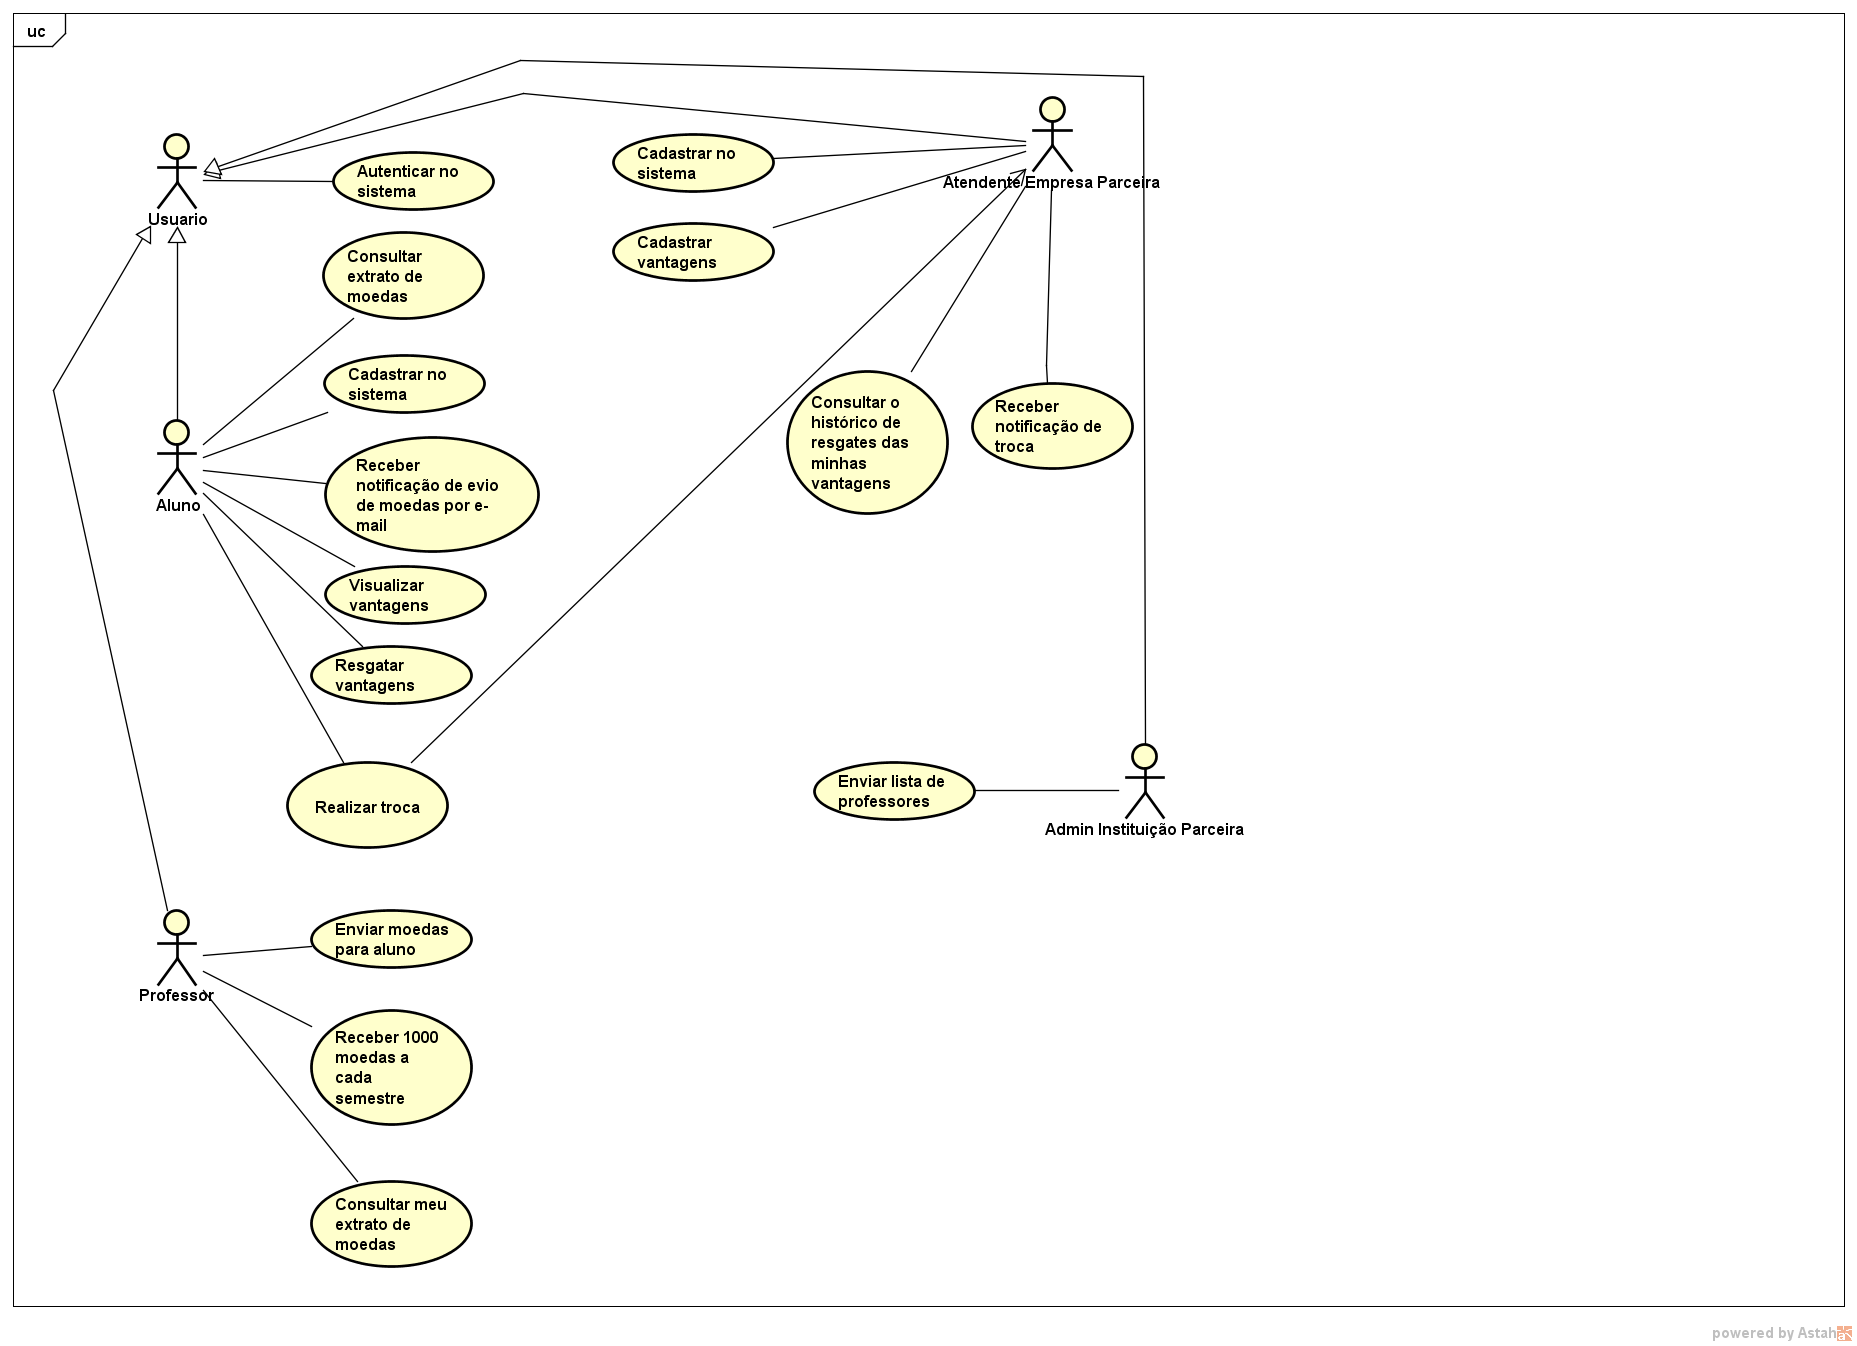 uc
Usuario
Autenticar no
sistema
Cadastrar no
sistema
Atendente Empresa Parceira
Consultar
extrato de
moedas
Cadastrar
vantagens
Cadastrar no
sistema
Consultar o
histórico de
resgates das
minhas
vantagens
Receber
notificação de
troca
Aluno
Receber
notificação de evio
de moedas por e-
mail
Visualizar
vantagens
Resgatar
vantagens
Realizar troca
Enviar lista de
professores
Admin Instituição Parceira
Professor
Enviar moedas
para aluno
Receber 1000
moedas a
cada
semestre
Consultar meu
extrato de
moedas
powered by Astah